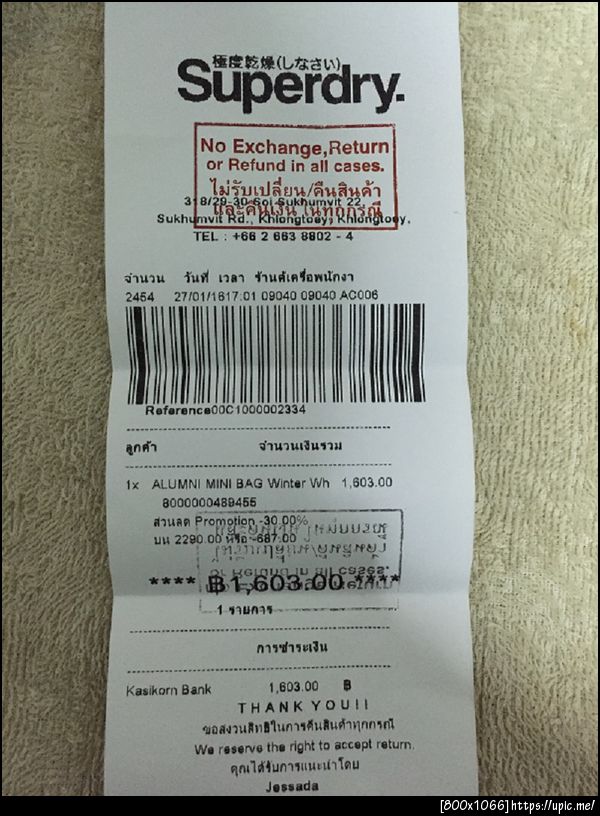 極度乾燥(しなさい)
Superdry.
No Exchange,Return
or Refund in all cases.
ไม่รับเปลี่ยน/คืนสินค้า
และคืนเงิน ในทุกกรณี
318/29-30 Soi Sukhumvit 22,
Sukhumvit Rd., Khlongtoey, Khlongtoey,
TEL : +66 2 663 8802 - 4
จำนวน วันที่ เวลา ร้านค้เครื่อพนักงา
2454 27/01/1617:01 09040 09040 AC006
Reference00C1000002334
ลูกค้า จำนวนเงินรวม
1x ALUMNI MINI BAG Winter Wh 1,603.00
8000000489455
ส่วนลด Promotion -30.00%
บน 2290.00 หรือ -687.00
**** ฿1,603.00 ****
1 รายการ
การชำระเงิน
Kasikorn Bank 1,603.00 ฿
THANK YOU!!
ขอสงวนสิทธิในการคืนสินค้าทุกกรณี
We reserve the right to accept return.
คุณได้รับการแนะนำโดย
Jessada
[800x1066]https://upic.me/